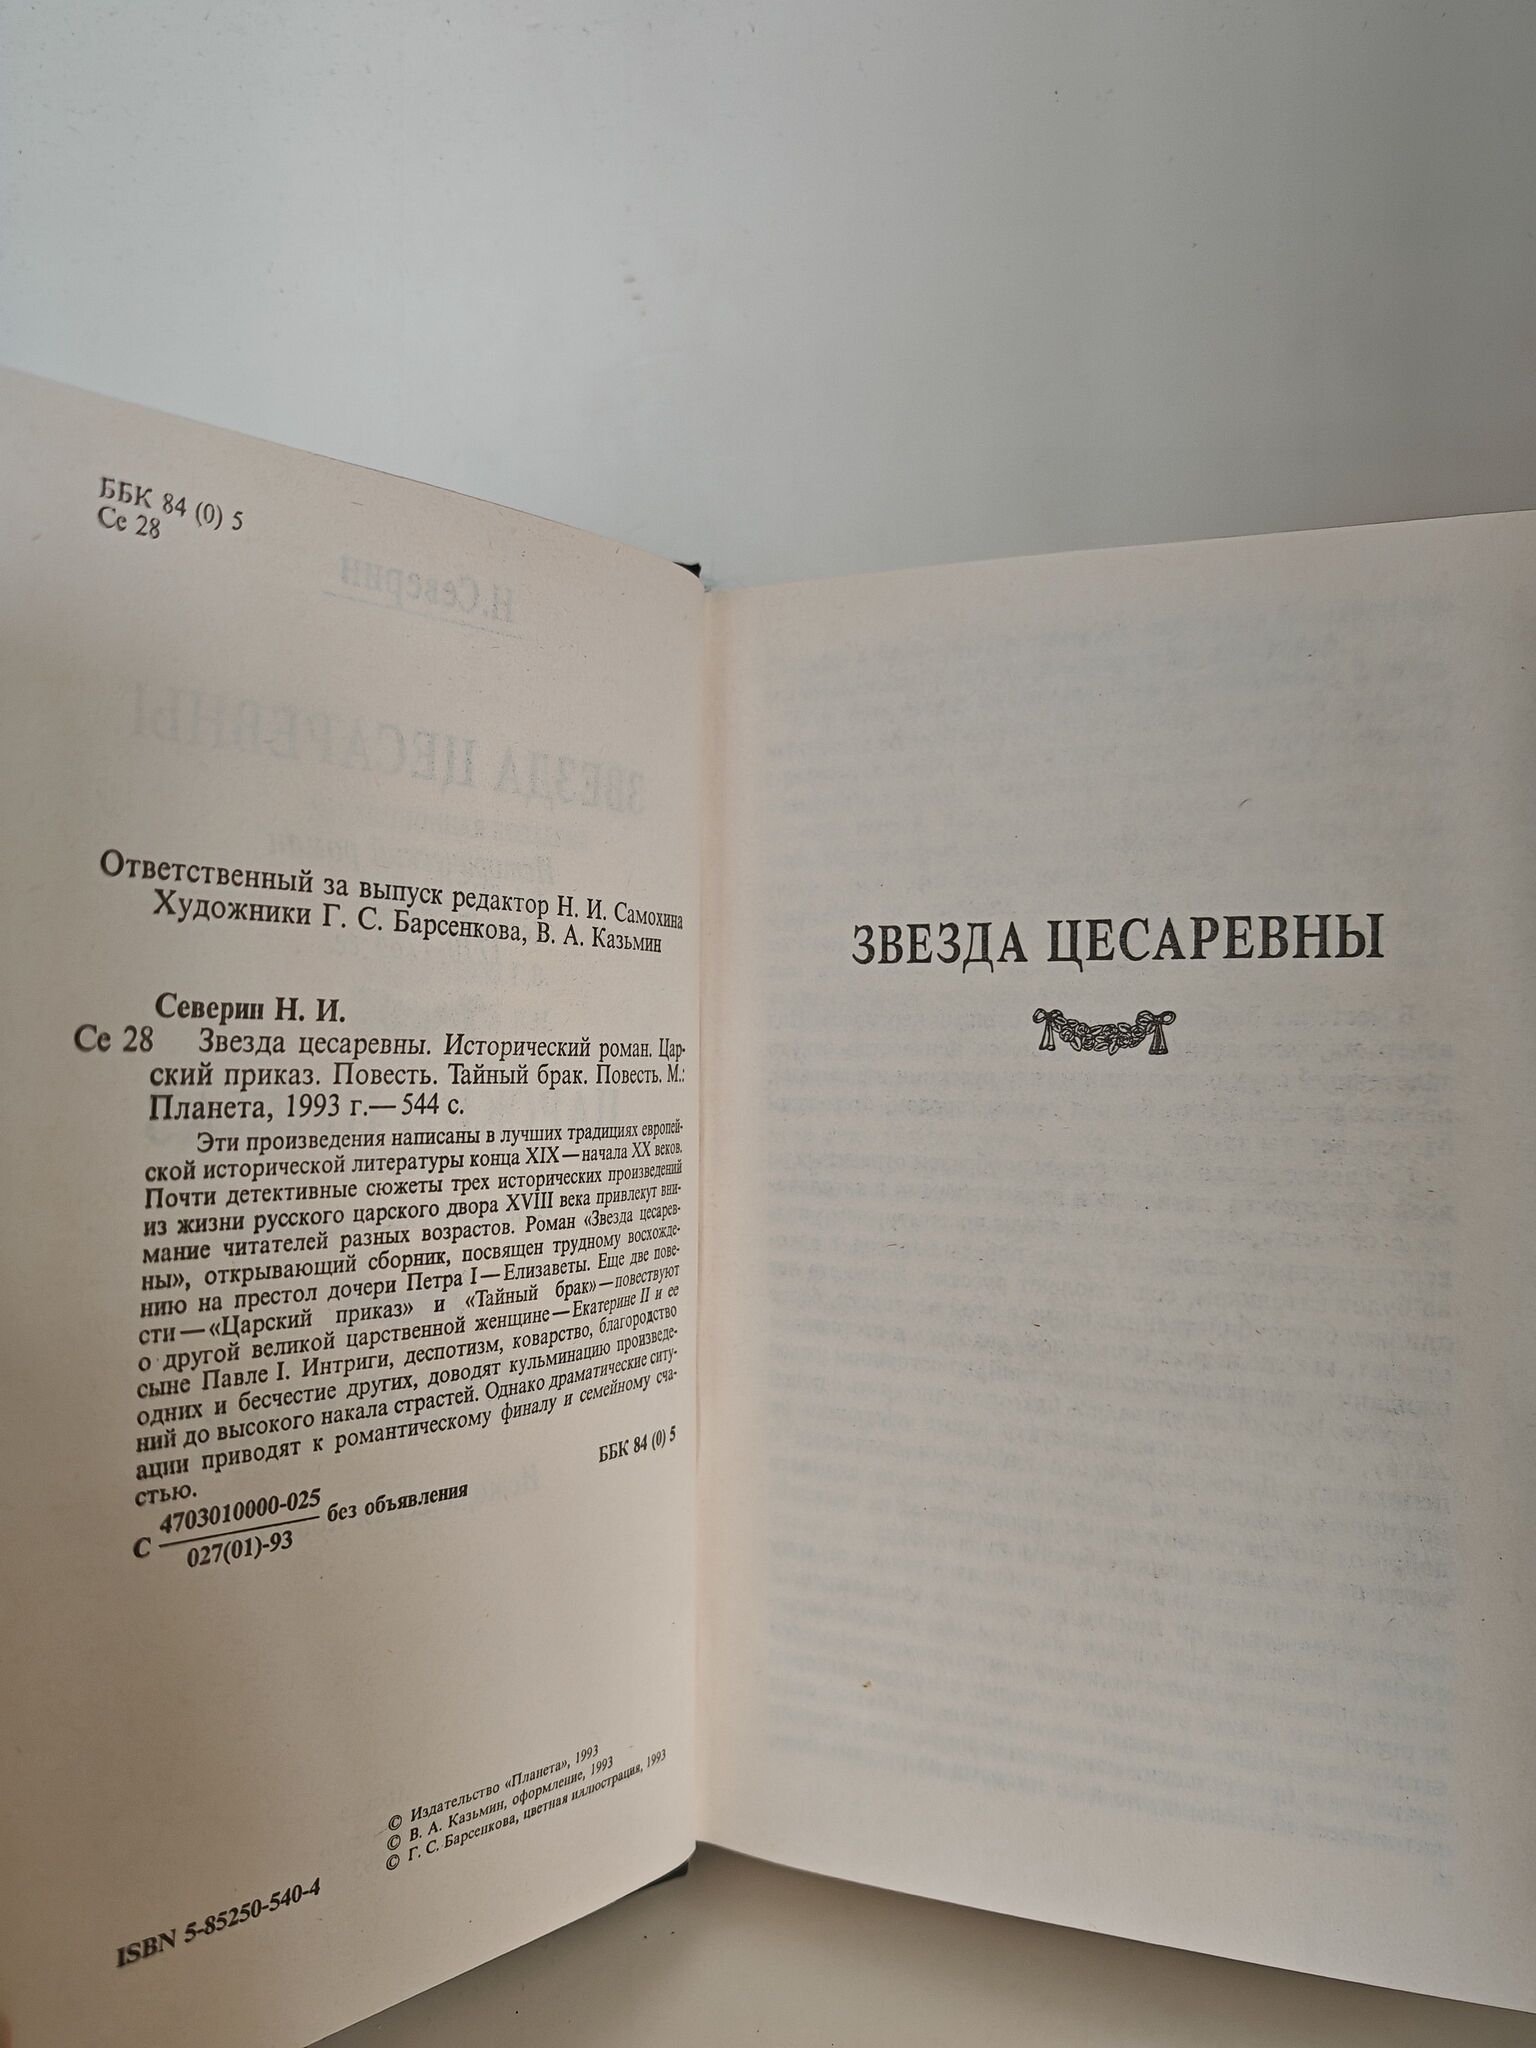 ББК 84 (0) 5
Се 28
Ответственный за выпуск редактор Н. И. Самохина
Художники Г. С. Барсенкова, В. А. Казьмин
Северин Н. И.
Се 28 Звезда цесаревны. Исторический роман. Цар-
ский приказ. Повесть. Тайный брак. Повесть. М.:
Планета, 1993 г.— 544 с.
Эти произведения написаны в лучших традициях европей-
ской исторической литературы конца XIX—начала XX веков.
Почти детективные сюжеты трех исторических произведений
из жизни русского царского двора XVIII века привлекут вни-
мание читателей разных возрастов. Роман «Звезда цесарев-
ны», открывающий сборник, посвящен трудному восхожде-
нию на престол дочери Петра I—Елизаветы. Еще две пове-
сти—«Царский приказ» и «Тайный брак»—повествуют
о другой великой царственной женщине—Екатерине II и ее
сыне Павле I. Интриги, деспотизм, коварство, благородство
одних и бесчестие других, доводят кульминацию произведе-
ний до высокого накала страстей. Однако драматические ситу-
ации приводят к романтическому финалу и семейному сча-
стью.
ББК 84 (0) 5
С 4703010000-025 без объявления
027(01)-93
© Издательство «Планета», 1993
© В. А. Казьмин, оформление, 1993
© Г. С. Барсенкова, цветная иллюстрация, 1993
ISBN 5-85250-540-4
ЗВЕЗДА ЦЕСАРЕВНЫ